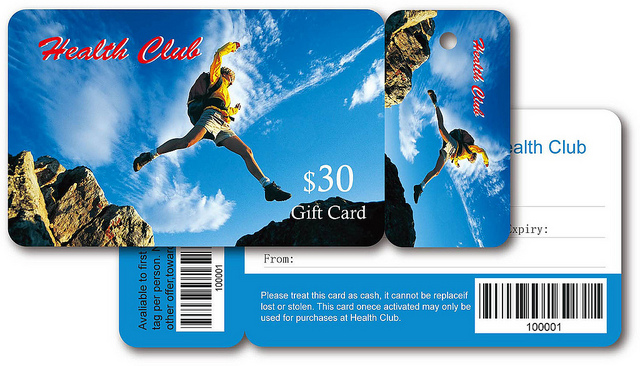 Health Club
$30
Gift Card
Health Club
ealth Club
xpiry:
From:
Please treat this card as cash, it cannot be replaceif
lost or stolen. This card onece activated may only be
used for purchases at Health Club.
100001
Available to first
tag per person.
other offer, towar
100001